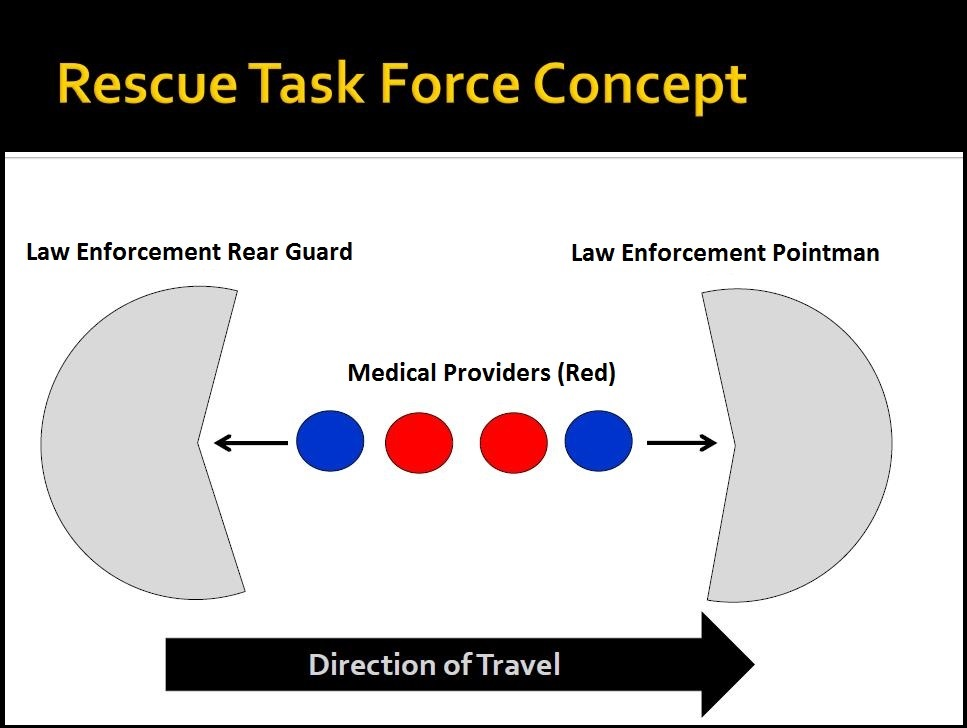 Rescue Task Force Concept
Law Enforcement Rear Guard
Law Enforcement Pointman
Medical Providers (Red)
Direction of Travel